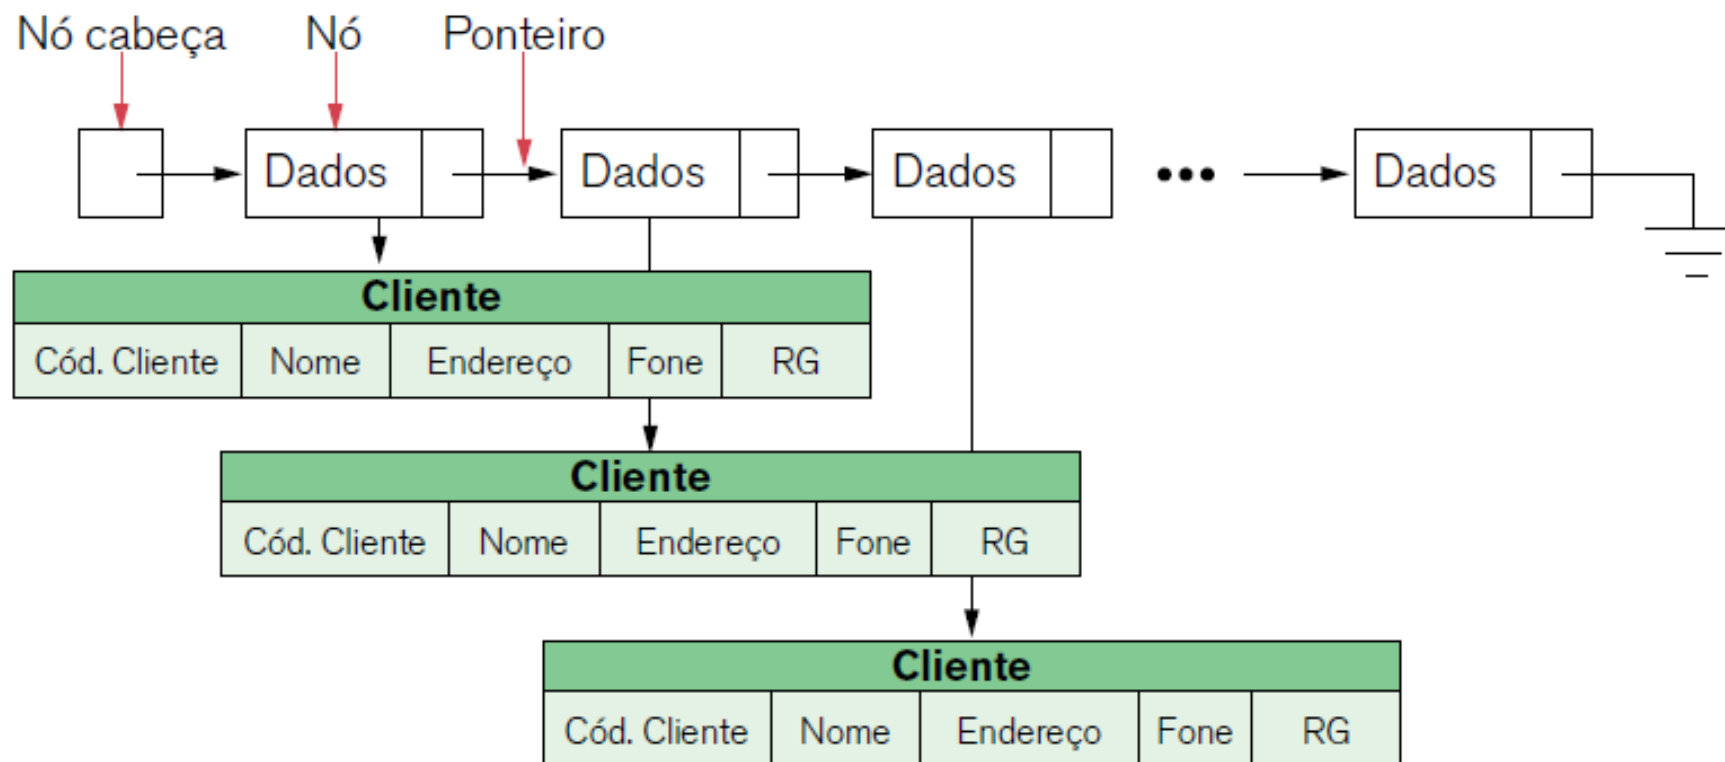 Nó cabeça Nó Ponteiro
Dados Dados Dados ••• Dados
Cliente
Cód. Cliente Nome Endereço Fone RG
Cliente
Cód. Cliente Nome Endereço Fone RG
Cliente
Cód. Cliente Nome Endereço Fone RG